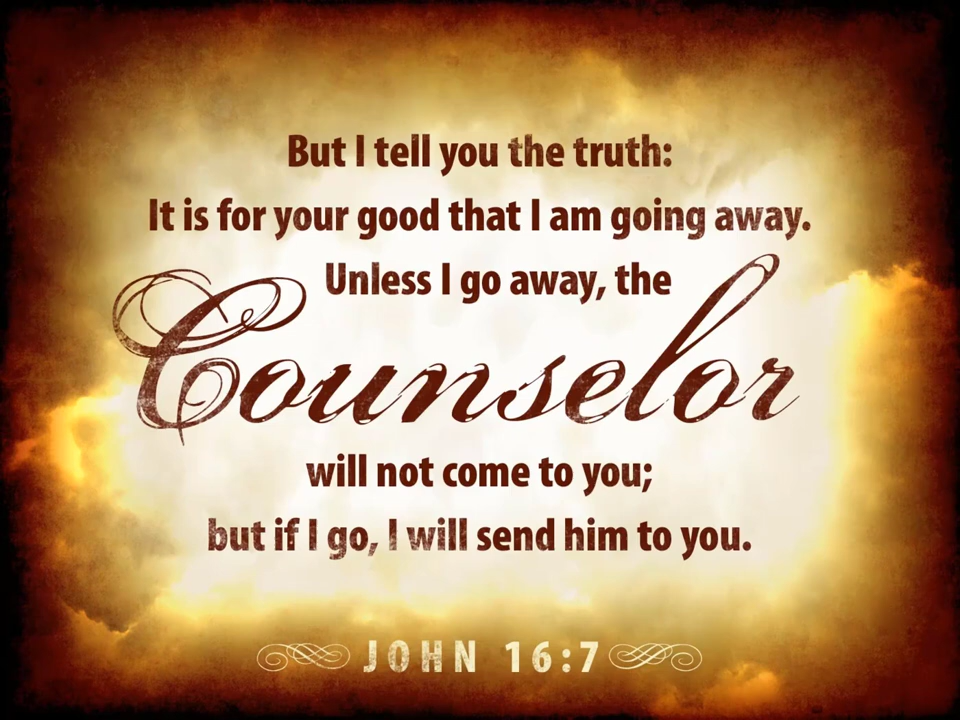 But I tell you the truth:
It is for your good that I am going away.
Unless I go away, the
Counselor
will not come to you;
but if I go, I will send him to you.
JOHN 16:7